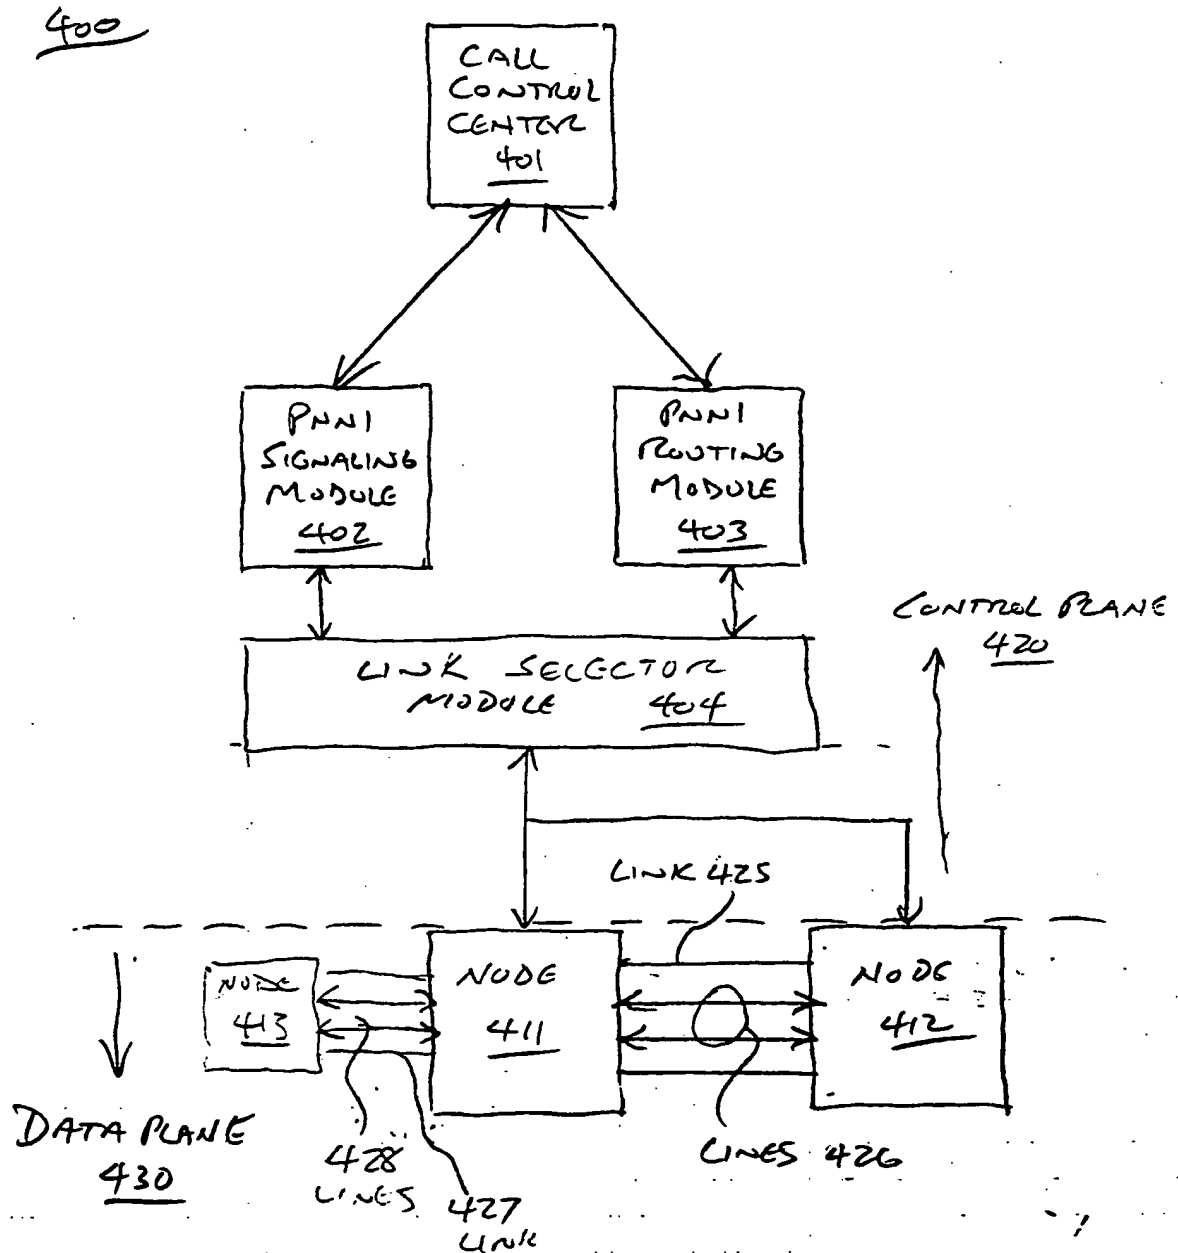 400
CALL
CONTROL
CENTER
401
PNNI
SIGNALING
MODULE
402
PNNI
ROUTING
MODULE
403
CONTROL PLANE
420
LINK SELECTOR
MODULE 404
LINK 425
NODE
413
NODE
411
NODE
412
DATA PLANE
430
428
LINES
427
LINK
LINES 426